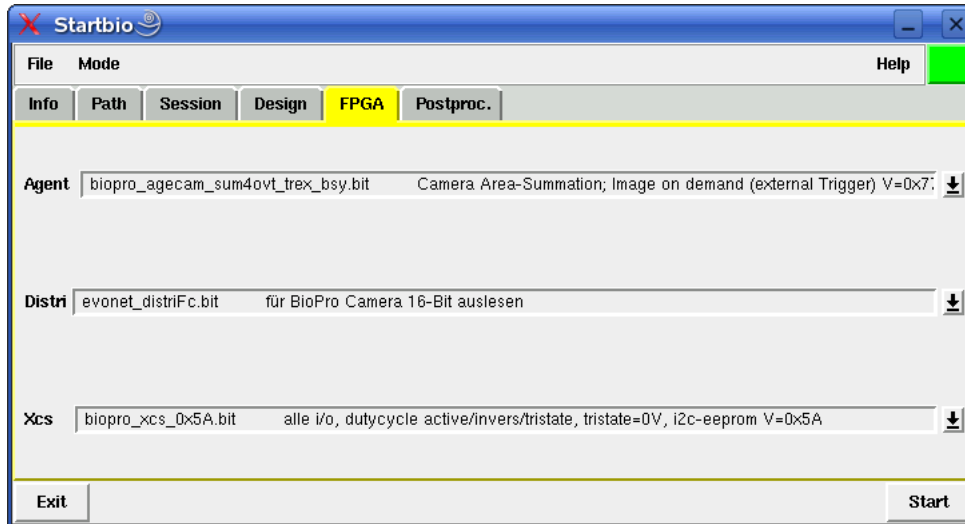 Startbio
File Mode Help
Info Path Session Design FPGA Postproc.
Agent biopro_agecam_sum4ovt_trex_bsy.bit Camera Area-Summation; Image on demand (external Trigger) V=0x77
Distri evonet_distriFc.bit für BioPro Camera 16-Bit auslesen
Xcs biopro_xcs_0x5A.bit alle i/o, dutycycle active/invers/tristate, tristate=0V, i2c-eeprom V=0x5A
Exit Start